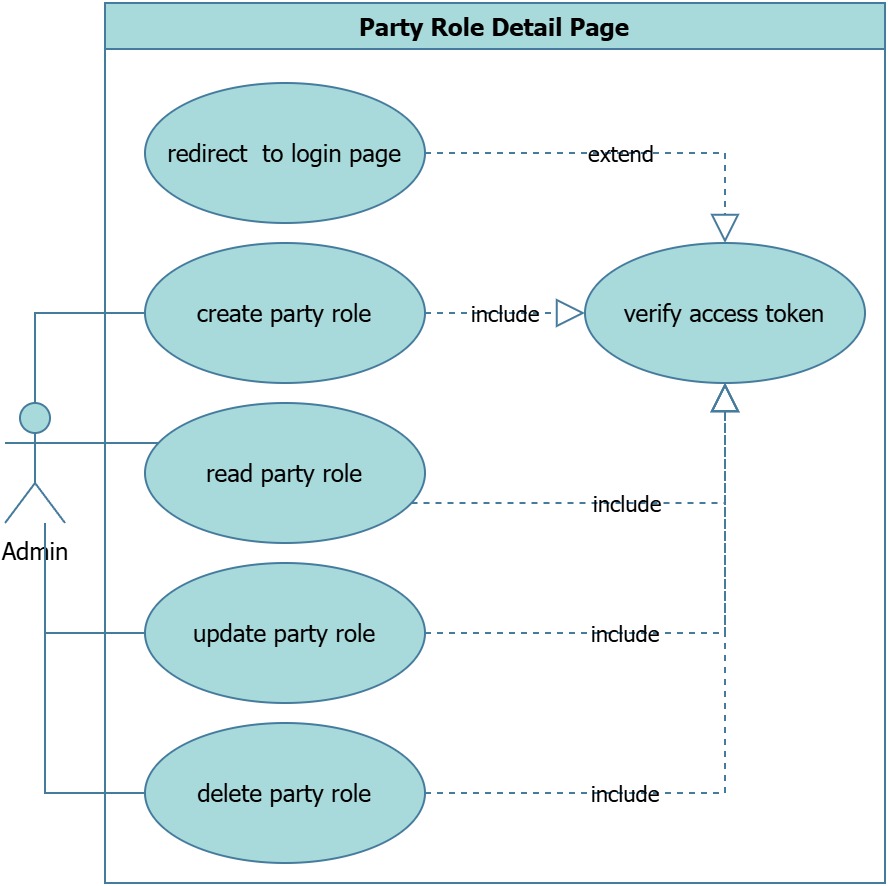 Party Role Detail Page
redirect  to login page
extend
create party role
include
verify access token
read party role
include
Admin
update party role
include
delete party role
include